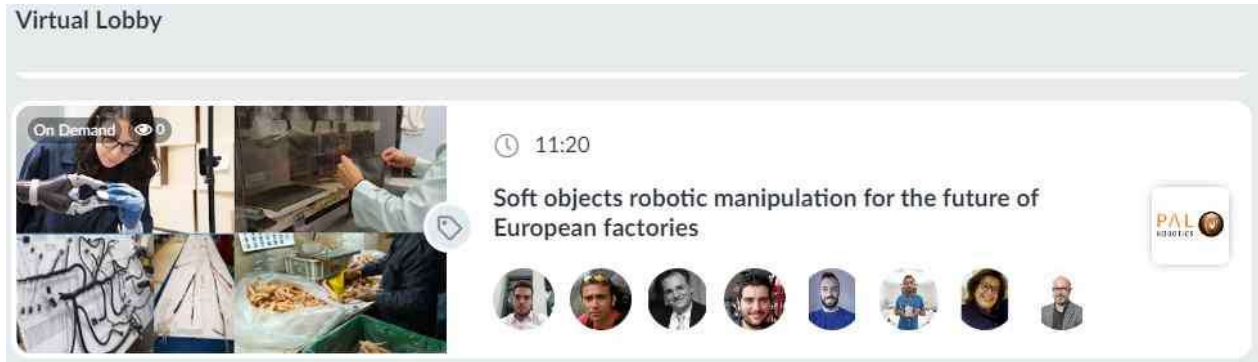 Virtual Lobby
On Demand 0
11:20
Soft objects robotic manipulation for the future of
European factories
PAL
ROBOTICS